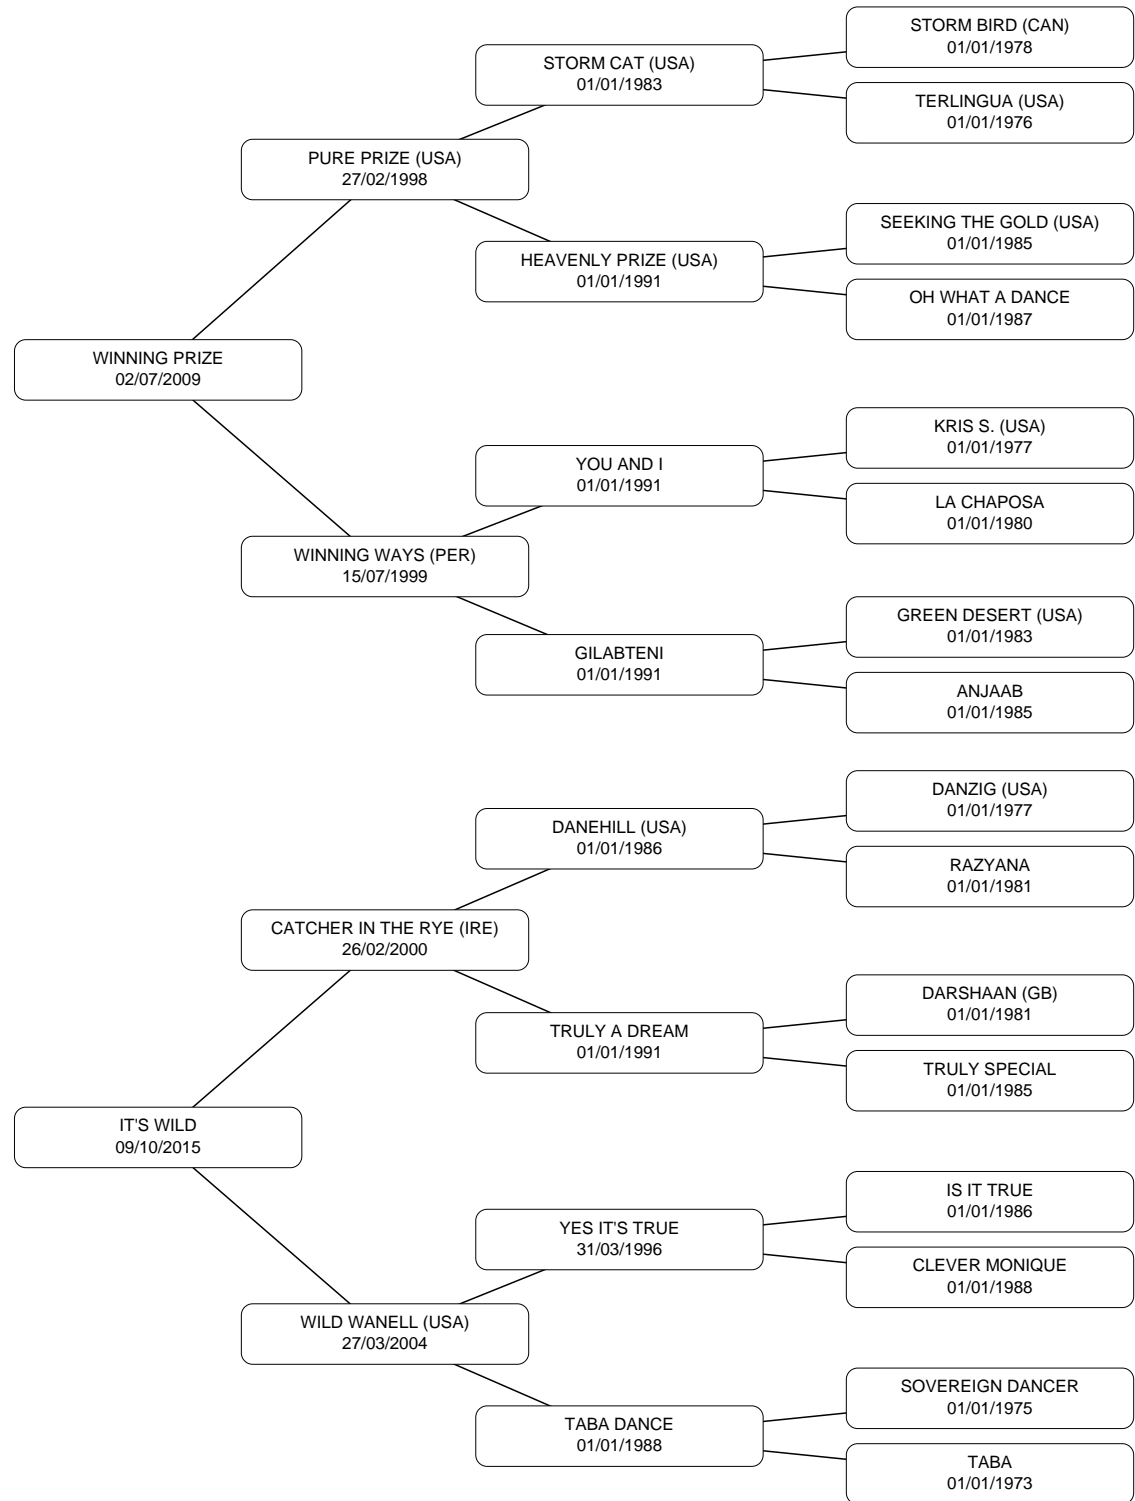 STORM BIRD (CAN)
01/01/1978
STORM CAT (USA)
01/01/1983
TERLINGUA (USA)
01/01/1976
PURE PRIZE (USA)
27/02/1998
SEEKING THE GOLD (USA)
01/01/1985
HEAVENLY PRIZE (USA)
01/01/1991
OH WHAT A DANCE
01/01/1987
WINNING PRIZE
02/07/2009
KRIS S. (USA)
01/01/1977
YOU AND I
01/01/1991
LA CHAPOSA
01/01/1980
WINNING WAYS (PER)
15/07/1999
GREEN DESERT (USA)
01/01/1983
GILABTENI
01/01/1991
ANJAAB
01/01/1985
DANZIG (USA)
01/01/1977
DANEHILL (USA)
01/01/1986
RAZYANA
01/01/1981
CATCHER IN THE RYE (IRE)
26/02/2000
DARSHAAN (GB)
01/01/1981
TRULY A DREAM
01/01/1991
TRULY SPECIAL
01/01/1985
IT'S WILD
09/10/2015
IS IT TRUE
01/01/1986
YES IT'S TRUE
31/03/1996
CLEVER MONIQUE
01/01/1988
WILD WANELL (USA)
27/03/2004
SOVEREIGN DANCER
01/01/1975
TABA DANCE
01/01/1988
TABA
01/01/1973